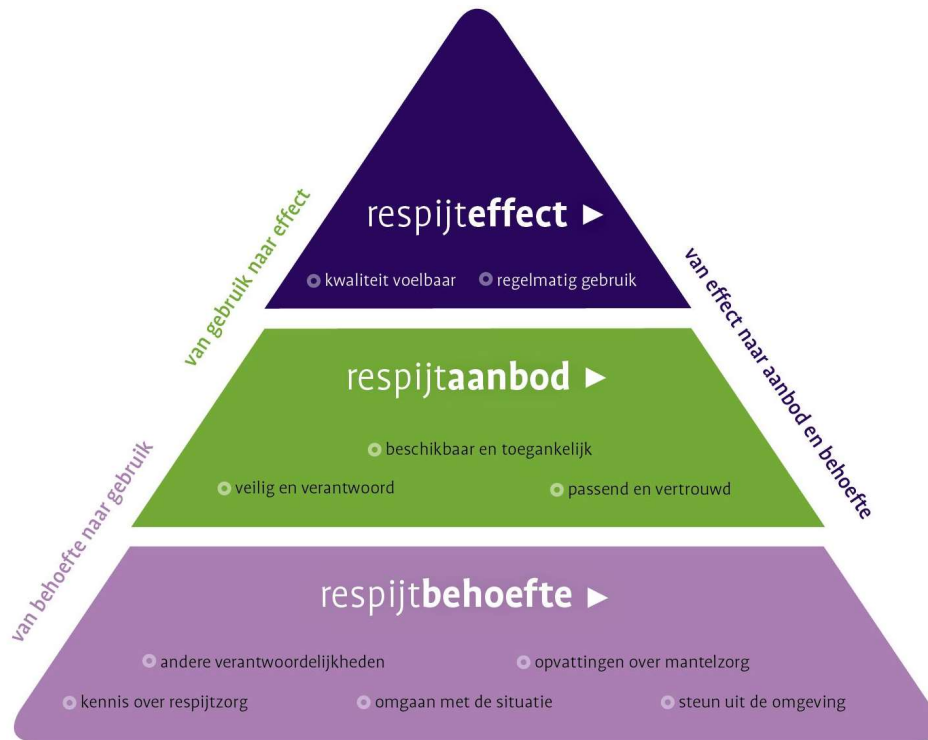 respijteffect ►
kwaliteit voelbaar
regelmatig gebruik
van gebruik naar effect
van effect naar aanbod en behoefte
respijtaanbod ►
beschikbaar en toegankelijk
veilig en verantwoord
passend en vertrouwd
van behoefte naar gebruik
respijtbehoefte ►
andere verantwoordelijkheden
opvattingen over mantelzorg
kennis over respijtzorg
omgaan met de situatie
steun uit de omgeving